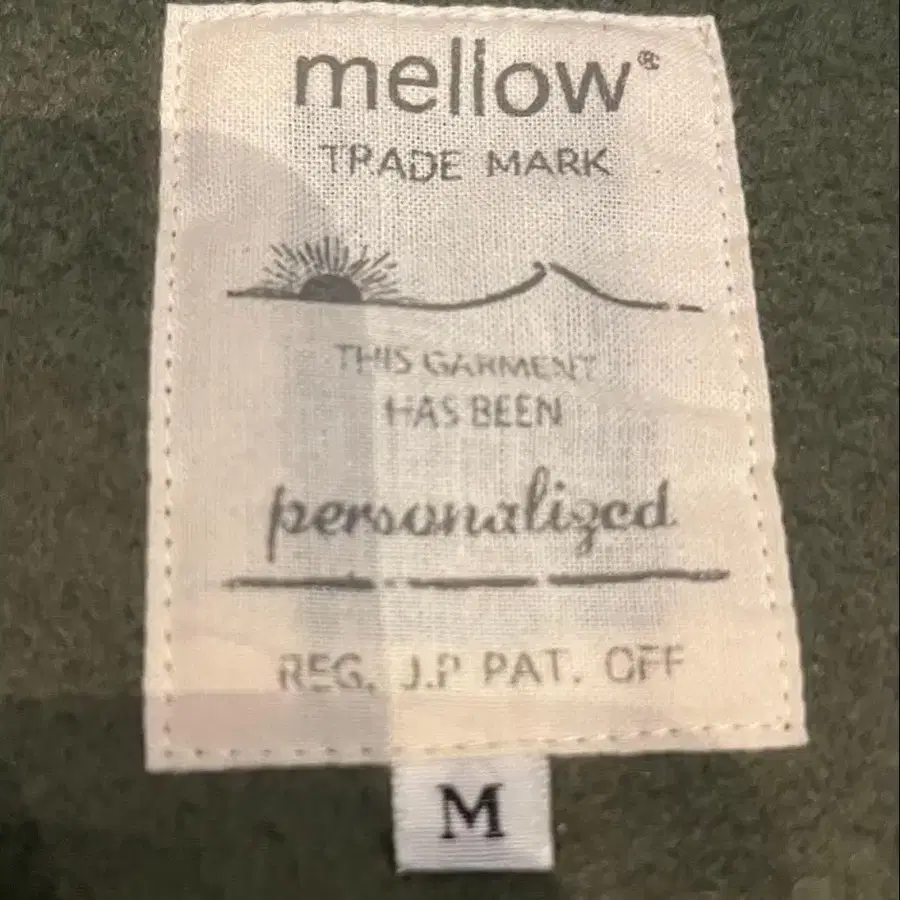 mellow®
TRADE MARK
THIS GARMENT
HAS BEEN
personalized
REG. J.P PAT. OFF
M